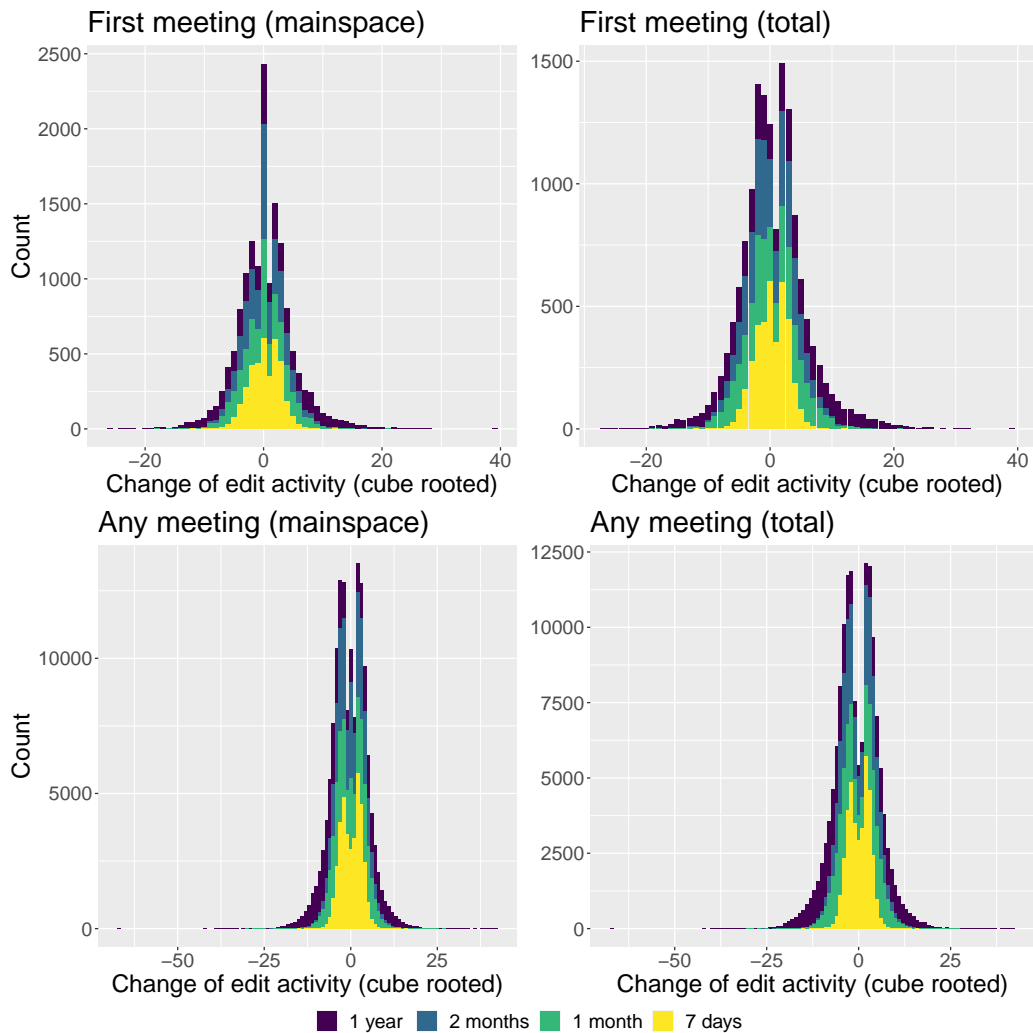 First meeting (mainspace)
First meeting (total)
2500
2000
1500
1000
500
0
Count
−20
0
20
40
Change of edit activity (cube rooted)
1500
1000
500
0
−20
0
20
40
Change of edit activity (cube rooted)
Any meeting (mainspace)
Any meeting (total)
10000
5000
0
Count
−50
−25
0
25
Change of edit activity (cube rooted)
12500
10000
7500
5000
2500
0
−50
−25
0
25
Change of edit activity (cube rooted)
1 year
2 months
1 month
7 days